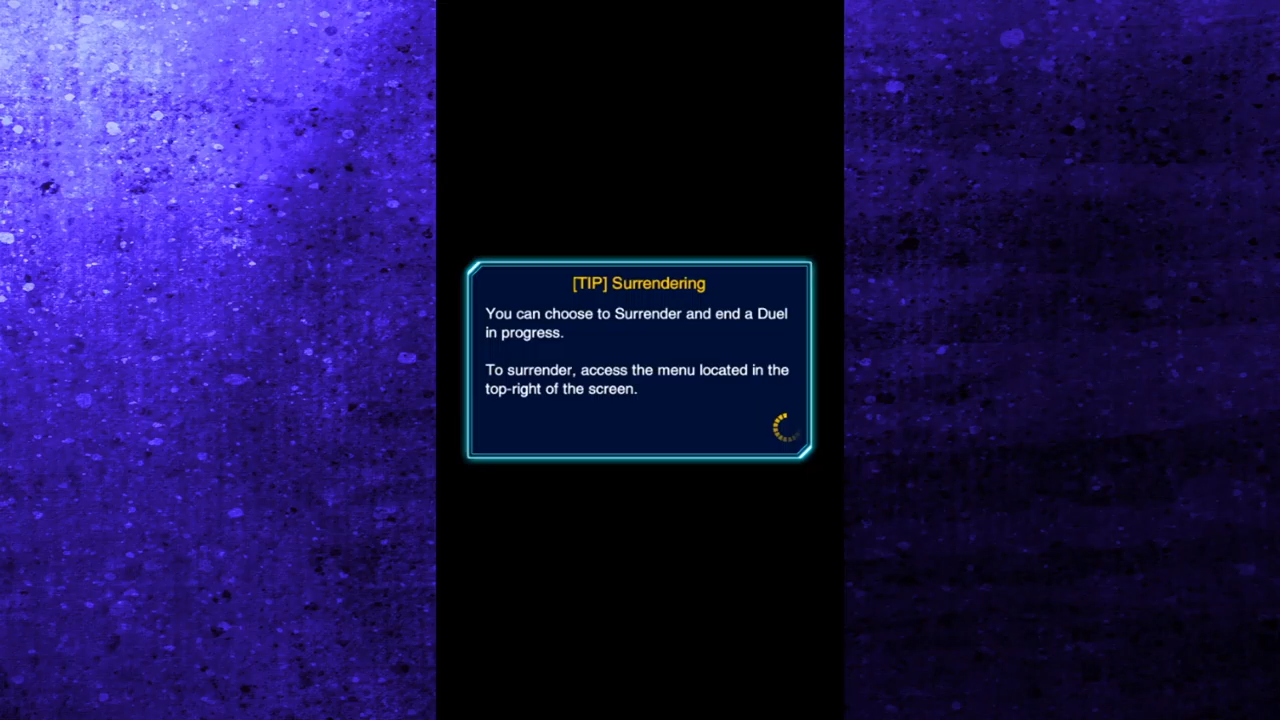 [TIP] Surrendering
You can choose to Surrender and end a Duel
in progress.
To surrender, access the menu located in the
top-right of the screen.